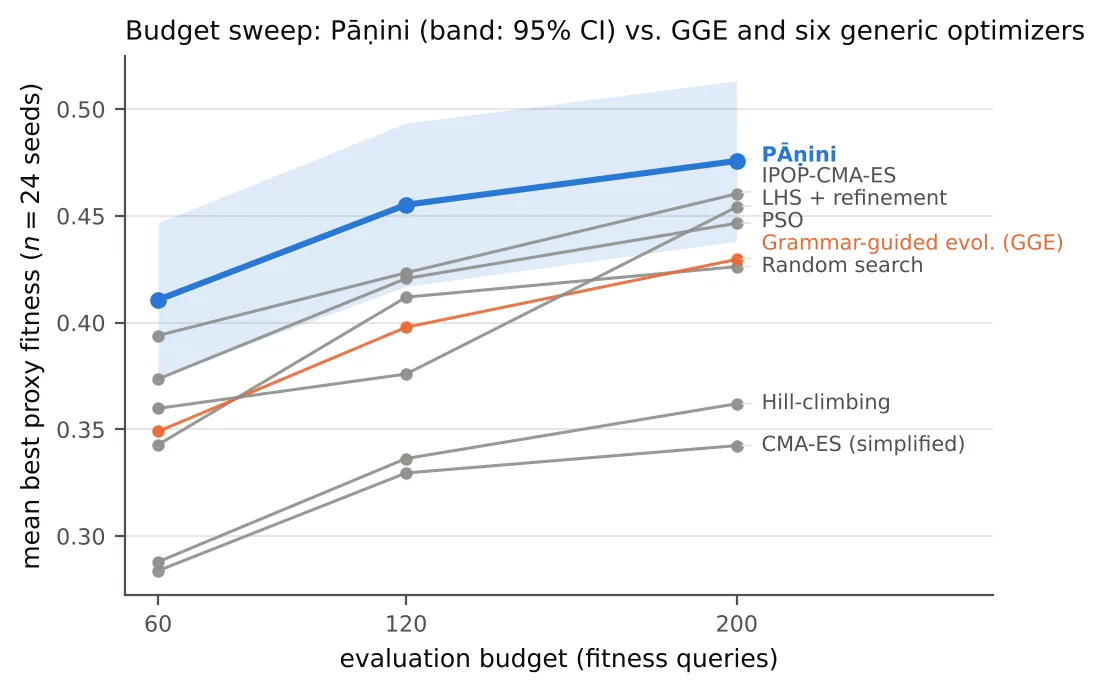 Budget sweep: Pāṇini (band: 95% CI) vs. GGE and six generic optimizers
mean best proxy fitness (n = 24 seeds)
0.50
0.45
0.40
0.35
0.30
PĀṇini
IPOP-CMA-ES
LHS + refinement
PSO
Grammar-guided evol. (GGE)
Random search
Hill-climbing
CMA-ES (simplified)
60
120
200
evaluation budget (fitness queries)